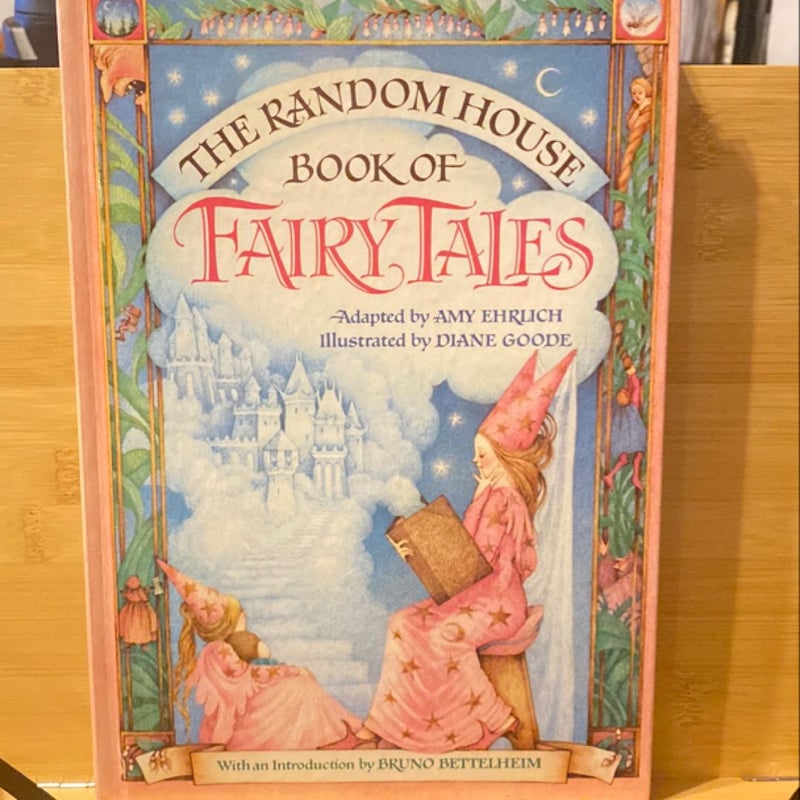 THE RANDOM HOUSE
BOOK OF
FAIRY TALES
Adapted by AMY EHRLICH
Illustrated by DIANE GOODE
With an Introduction by BRUNO BETTELHEIM